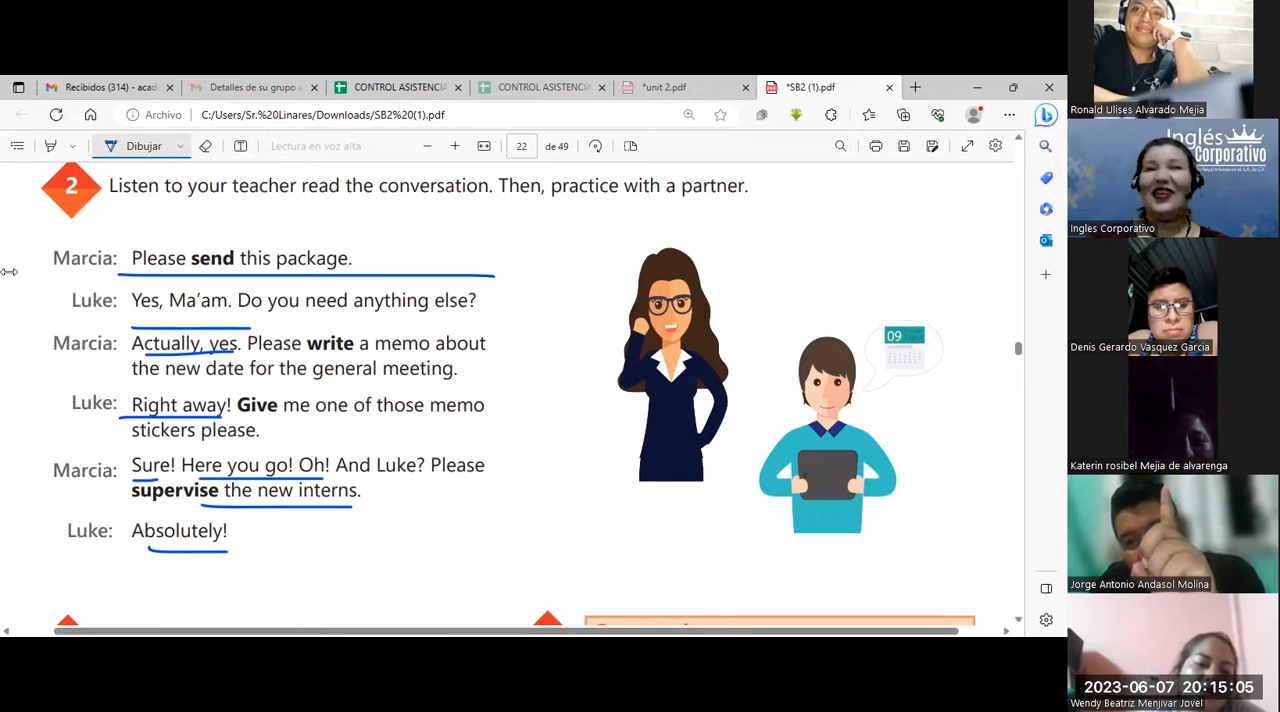 Recibidos (314) - acad
Detalles de su grupo a
CONTROL ASISTENCIA
CONTROL ASISTENCIA
*unit 2.pdf
*SB2 (1).pdf
Archivo
C:/Users/Sr.%20Linares/Downloads/SB2%20(1).pdf
Dibujar
Lectura en voz alta
22
de 49
2
Listen to your teacher read the conversation. Then, practice with a partner.
Marcia: Please send this package.
Luke: Yes, Ma'am. Do you need anything else?
Marcia: Actually, yes. Please write a memo about
the new date for the general meeting.
Luke: Right away! Give me one of those memo
stickers please.
Marcia: Sure! Here you go! Oh! And Luke? Please
supervise the new interns.
Luke: Absolutely!
09
Ronald Ulises Alvarado Mejia
Inglés
Corporativo
Ingles Corporativo
Denis Gerardo Vasquez Garcia
Katerin rosibel Mejia de alvarenga
Jorge Antonio Andasol Molina
2023-06-07 20:15:05
Wendy Beatriz Menjivar Jovel